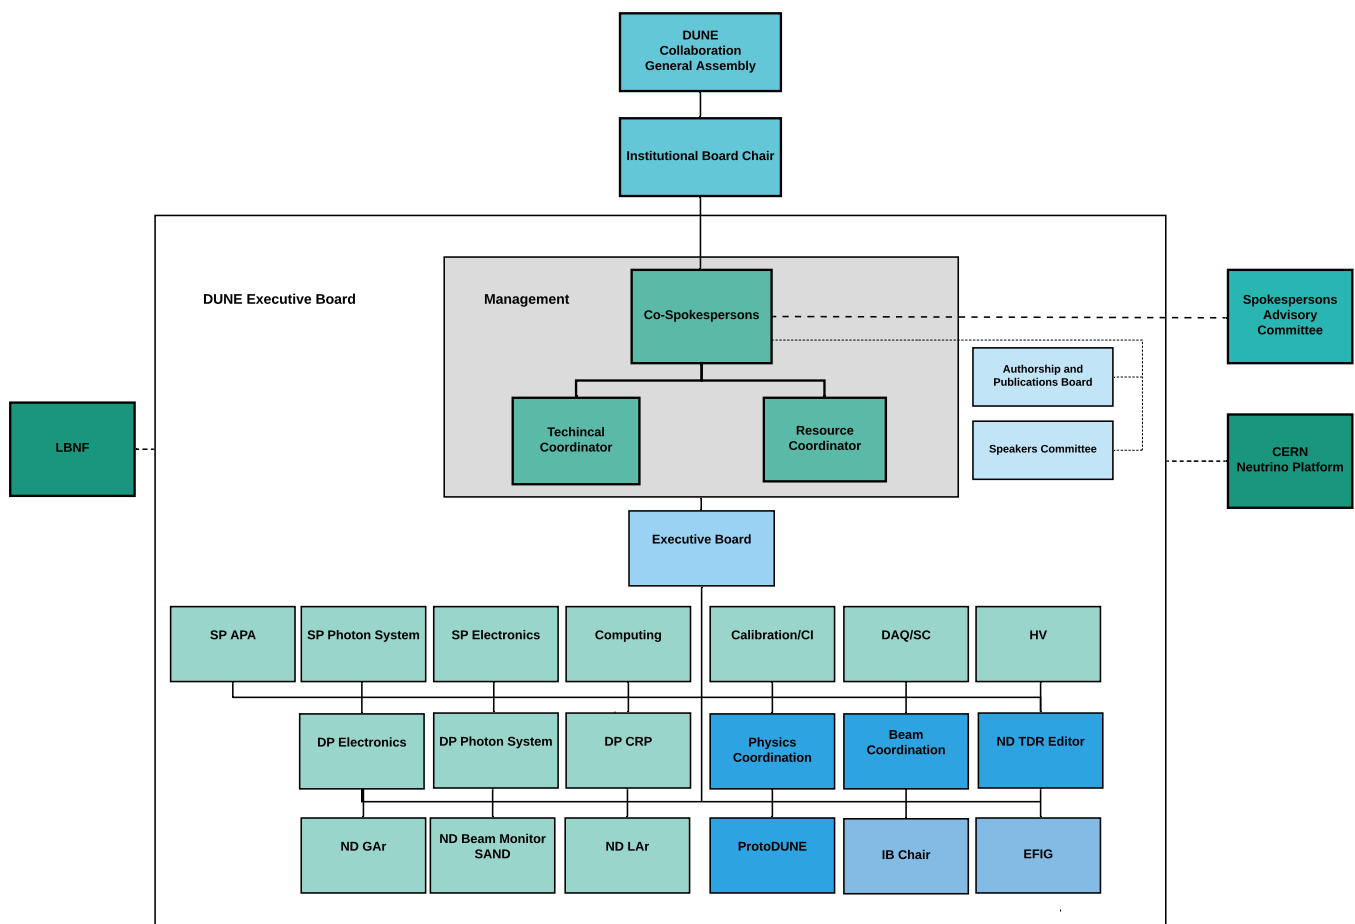 DUNE
Collaboration
General Assembly
Institutional Board Chair
DUNE Executive Board
Management
Co-Spokespersons
Spokespersons
Advisory
Committee
Authorship and
Publications Board
Techincal
Coordinator
Resource
Coordinator
Speakers Committee
LBNF
CERN
Neutrino Platform
Executive Board
SP APA
SP Photon System
SP Electronics
Computing
Calibration/CI
DAQ/SC
HV
DP Electronics
DP Photon System
DP CRP
Physics
Coordination
Beam
Coordination
ND TDR Editor
ND GAr
ND Beam Monitor
SAND
ND LAr
ProtoDUNE
IB Chair
EFIG